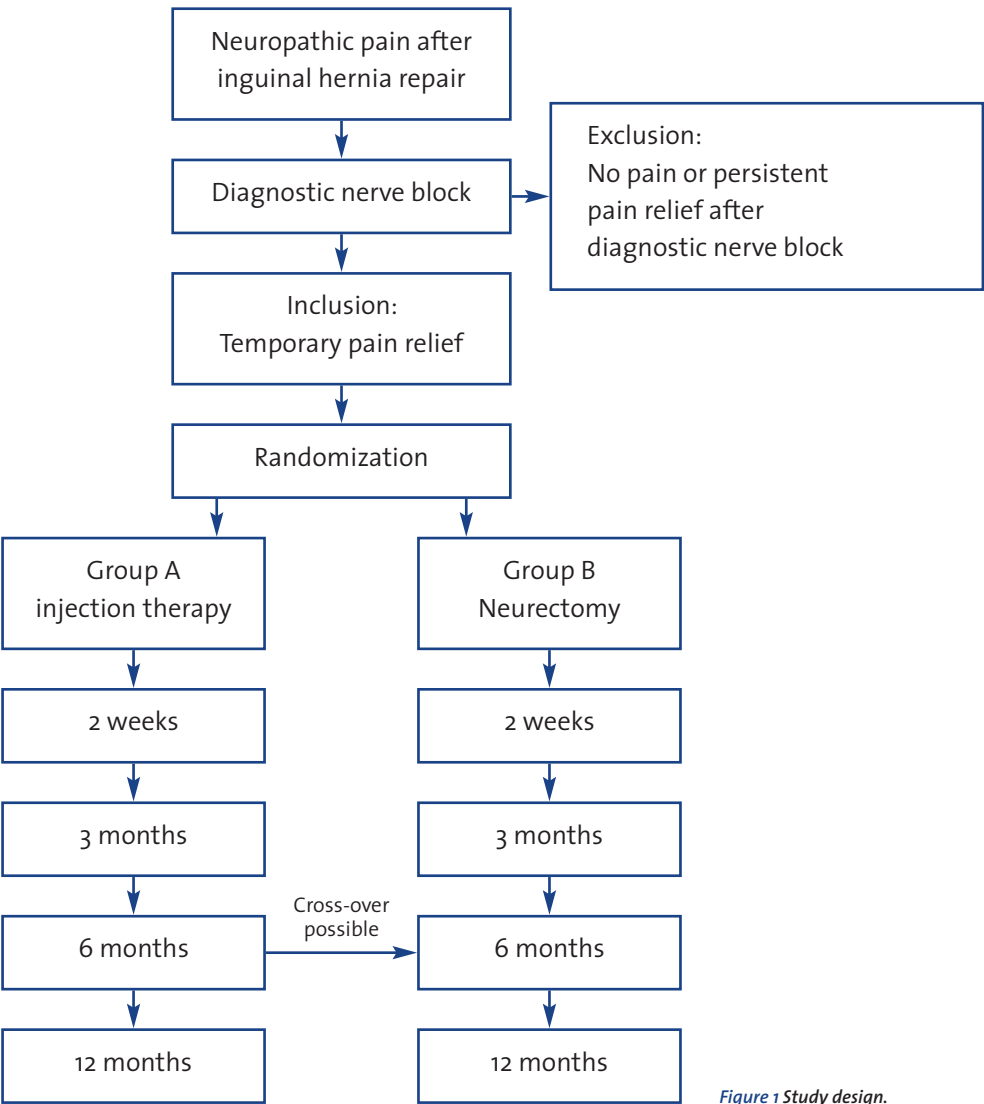 Neuropathic pain after
inguinal hernia repair
Exclusion:
No pain or persistent
pain relief after
diagnostic nerve block
Diagnostic nerve block
Inclusion:
Temporary pain relief
Randomization
Group A
injection therapy
Group B
Neurectomy
2 weeks
2 weeks
3 months
3 months
Cross-over
possible
6 months
6 months
12 months
12 months
Figure 1 Study design.